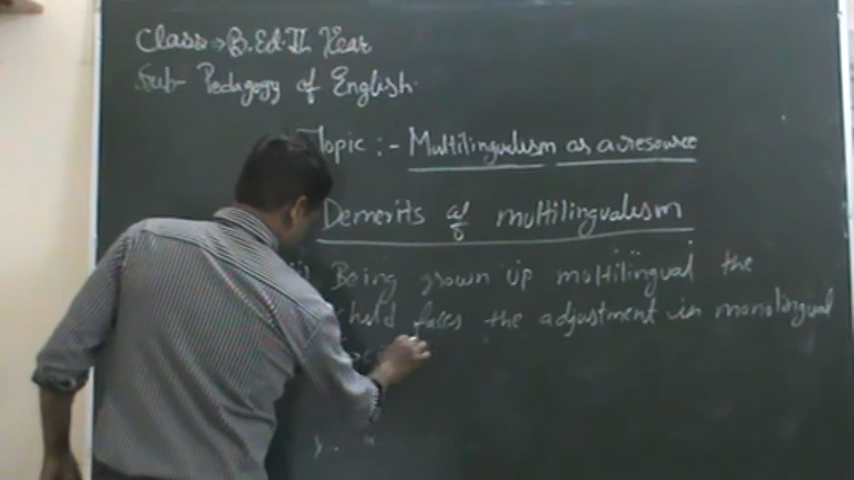 Class → B.Ed. II Year
Sub- Pedagogy of English.
Topic :- Multilingualism as a resource
Demerits of multilingualism
Being grown up multilingual the
child faces the adjustment in monolingual